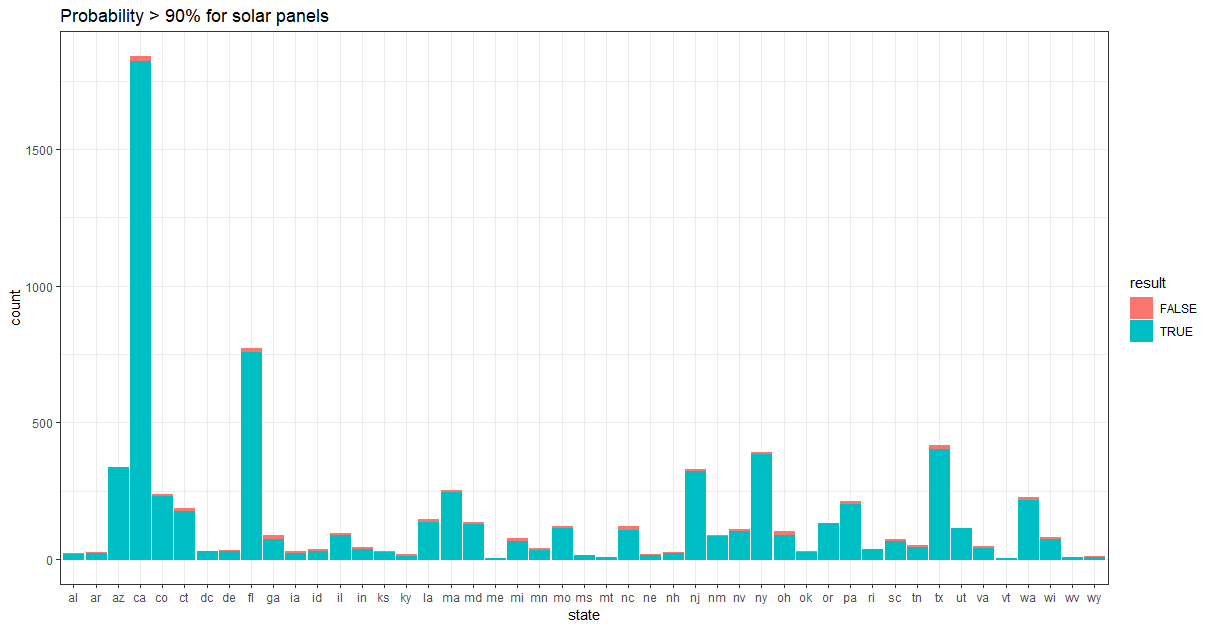 Probability > 90% for solar panels
1500
1000
500
0
count
al ar az ca co ct dc de fl ga ia id il in ks ky la ma md me mi mn mo ms mt nc ne nh nj nm nv ny oh ok or pa ri sc tn tx ut va vt wa wi wv wy
state
result
FALSE
TRUE